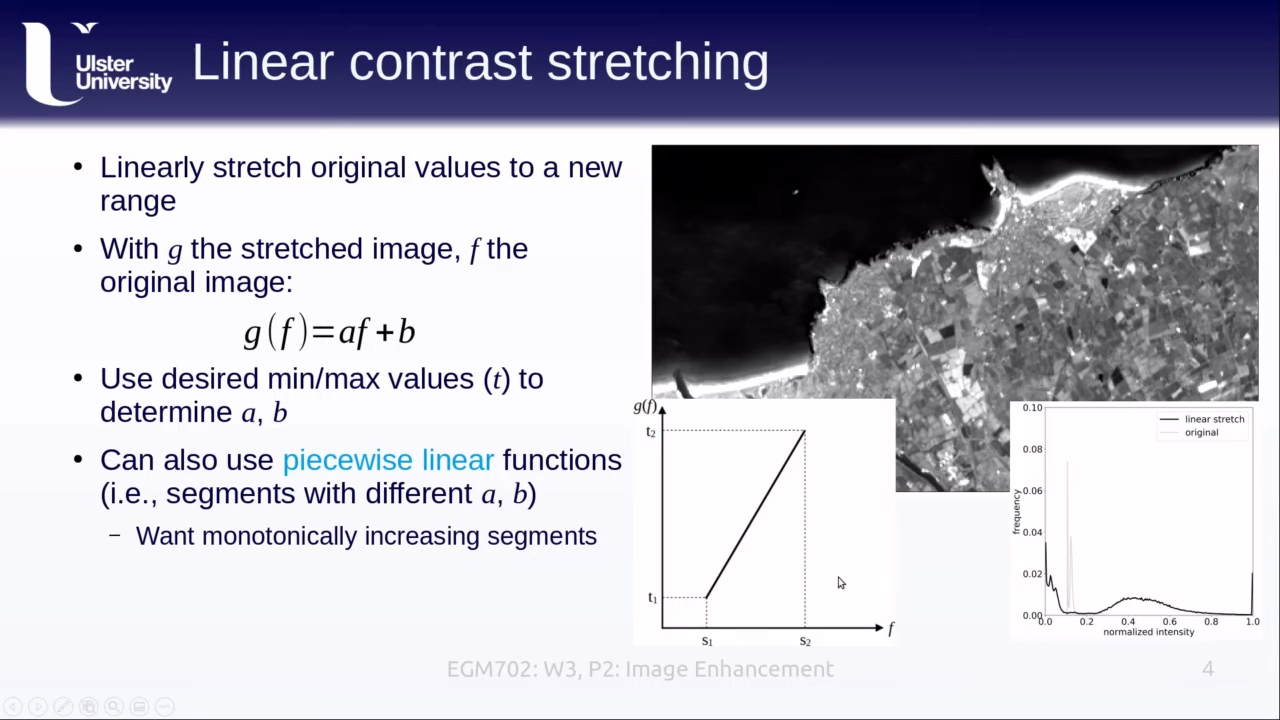 Ulster
University
Linear contrast stretching
• Linearly stretch original values to a new
range
• With g the stretched image, f the
original image:
g(f)=af+b
• Use desired min/max values (t) to
determine a, b
• Can also use piecewise linear functions
(i.e., segments with different a, b)
– Want monotonically increasing segments
g(f)
t2
t1
s1 s2
f
0.10
0.08
0.06
0.04
0.02
0.00
frequency
linear stretch
original
0.0 0.2 0.4 0.6 0.8 1.0
normalized intensity
EGM702: W3, P2: Image Enhancement
4